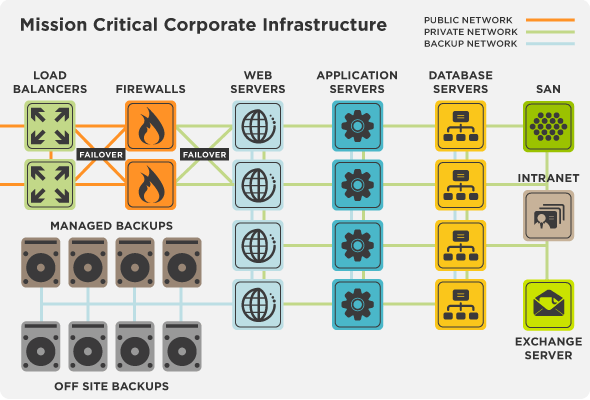 Mission Critical Corporate Infrastructure
PUBLIC NETWORK
PRIVATE NETWORK
BACKUP NETWORK
LOAD
BALANCERS
FIREWALLS
WEB
SERVERS
APPLICATION
SERVERS
DATABASE
SERVERS
SAN
FAILOVER
FAILOVER
INTRANET
MANAGED BACKUPS
EXCHANGE
SERVER
OFF SITE BACKUPS